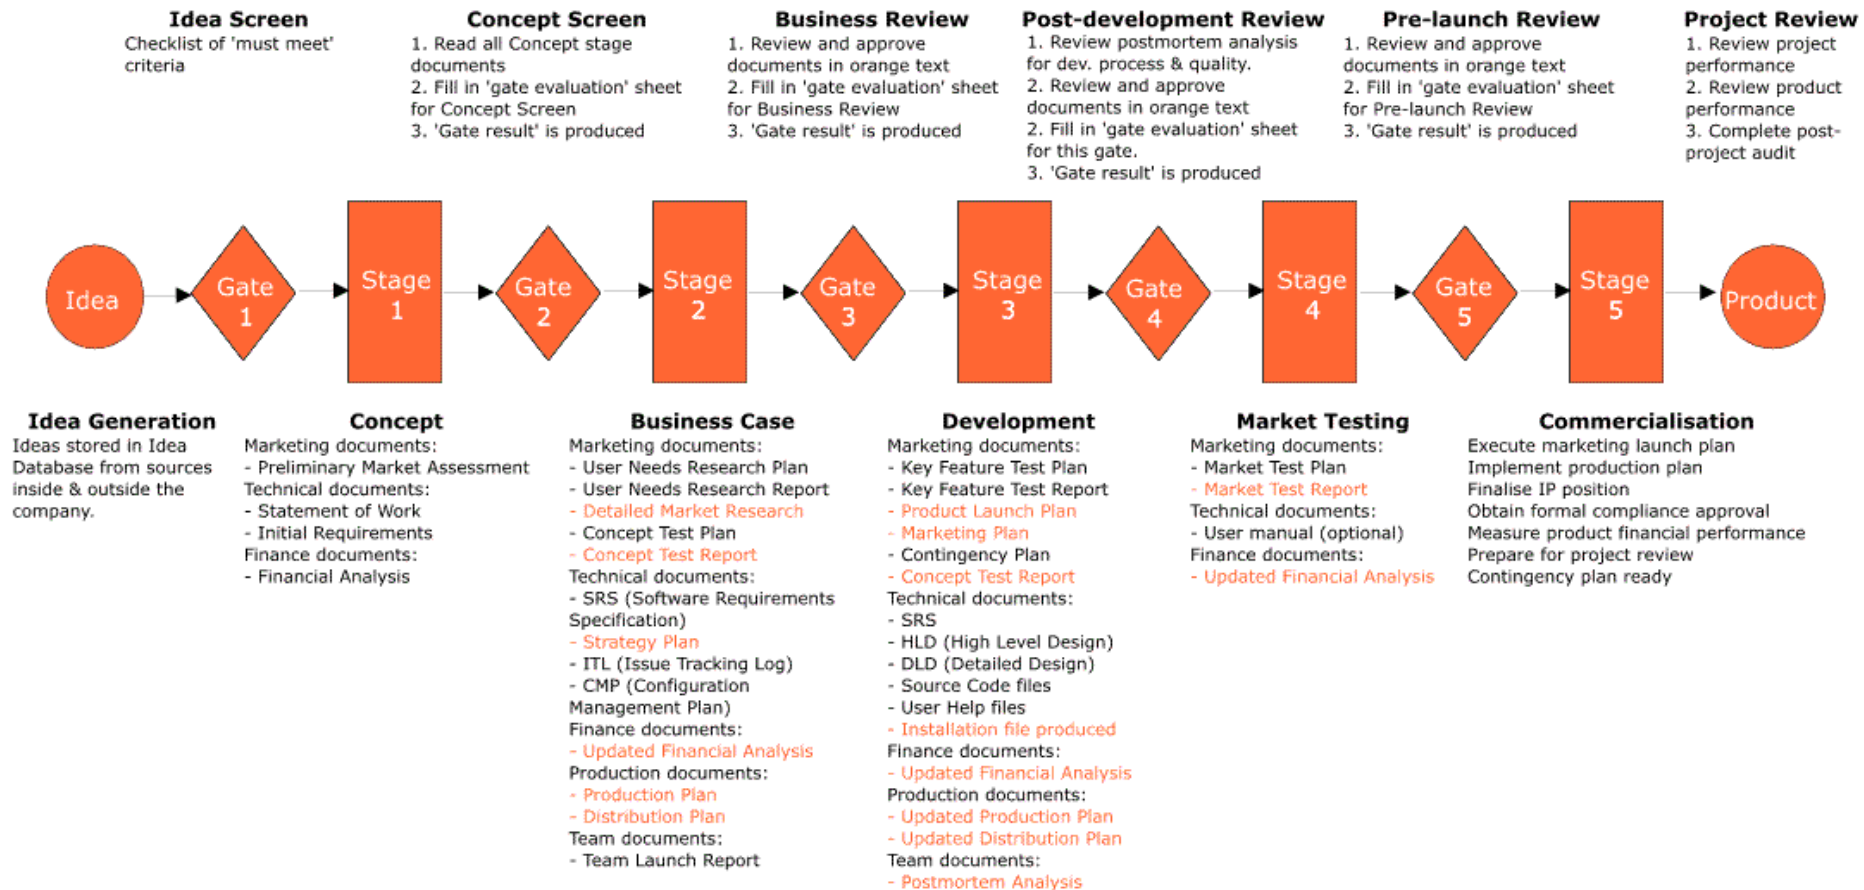 Idea Screen
Checklist of 'must meet'
criteria
Concept Screen
1. Read all Concept stage
documents
2. Fill in 'gate evaluation' sheet
for Concept Screen
3. 'Gate result' is produced
Business Review
1. Review and approve
documents in orange text
2. Fill in 'gate evaluation' sheet
for Business Review
3. 'Gate result' is produced
Post-development Review
1. Review postmortem analysis
for dev. process & quality.
2. Review and approve
documents in orange text
2. Fill in 'gate evaluation' sheet
for this gate.
3. 'Gate result' is produced
Pre-launch Review
1. Review and approve
documents in orange text
2. Fill in 'gate evaluation' sheet
for Pre-launch Review
3. 'Gate result' is produced
Project Review
1. Review project
performance
2. Review product
performance
3. Complete post-
project audit
Idea
Gate
1
Stage
1
Gate
2
Stage
2
Gate
3
Stage
3
Gate
4
Stage
4
Gate
5
Stage
5
Product
Idea Generation
Ideas stored in Idea
Database from sources
inside & outside the
company.
Concept
Marketing documents:
- Preliminary Market Assessment
Technical documents:
- Statement of Work
- Initial Requirements
Finance documents:
- Financial Analysis
Business Case
Marketing documents:
- User Needs Research Plan
- User Needs Research Report
- Detailed Market Research
- Concept Test Plan
- Concept Test Report
Technical documents:
- SRS (Software Requirements
Specification)
- Strategy Plan
- ITL (Issue Tracking Log)
- CMP (Configuration
Management Plan)
Finance documents:
- Updated Financial Analysis
Production documents:
- Production Plan
- Distribution Plan
Team documents:
- Team Launch Report
Development
Marketing documents:
- Key Feature Test Plan
- Key Feature Test Report
- Product Launch Plan
- Marketing Plan
- Contingency Plan
- Concept Test Report
Technical documents:
- SRS
- HLD (High Level Design)
- DLD (Detailed Design)
- Source Code files
- User Help files
- Installation file produced
Finance documents:
- Updated Financial Analysis
Production documents:
- Updated Production Plan
- Updated Distribution Plan
Team documents:
- Postmortem Analysis
Market Testing
Marketing documents:
- Market Test Plan
- Market Test Report
Technical documents:
- User manual (optional)
Finance documents:
- Updated Financial Analysis
Commercialisation
Execute marketing launch plan
Implement production plan
Finalise IP position
Obtain formal compliance approval
Measure product financial performance
Prepare for project review
Contingency plan ready